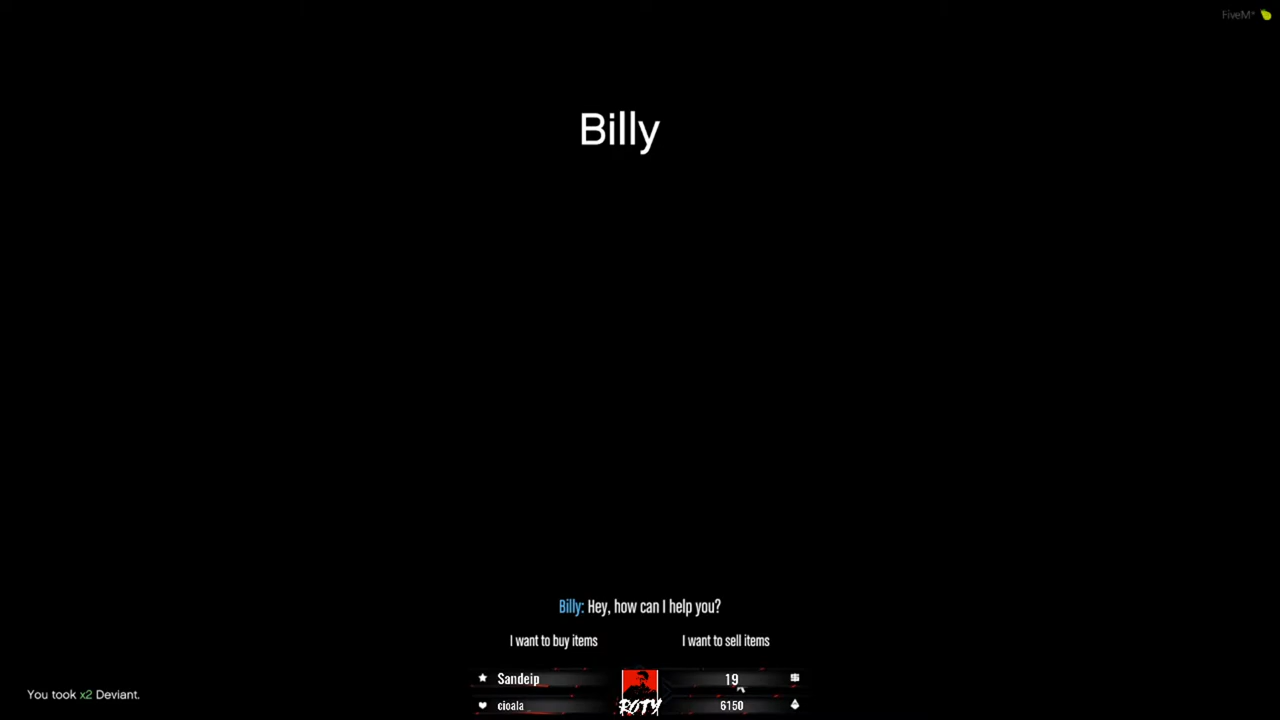 FiveM*
Billy
Billy: Hey, how can I help you?
I want to buy items
I want to sell items
Sandeip
19
cioala
ROTY
6150
You took x2 Deviant.